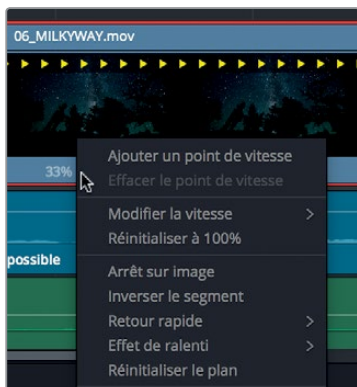 06_MILKYWAY.mov
33%
Ajouter un point de vitesse
Effacer le point de vitesse
Modifier la vitesse
Réinitialiser à 100%
possible
Arrêt sur image
Inverser le segment
Retour rapide
Effet de ralenti
Réinitialiser le plan